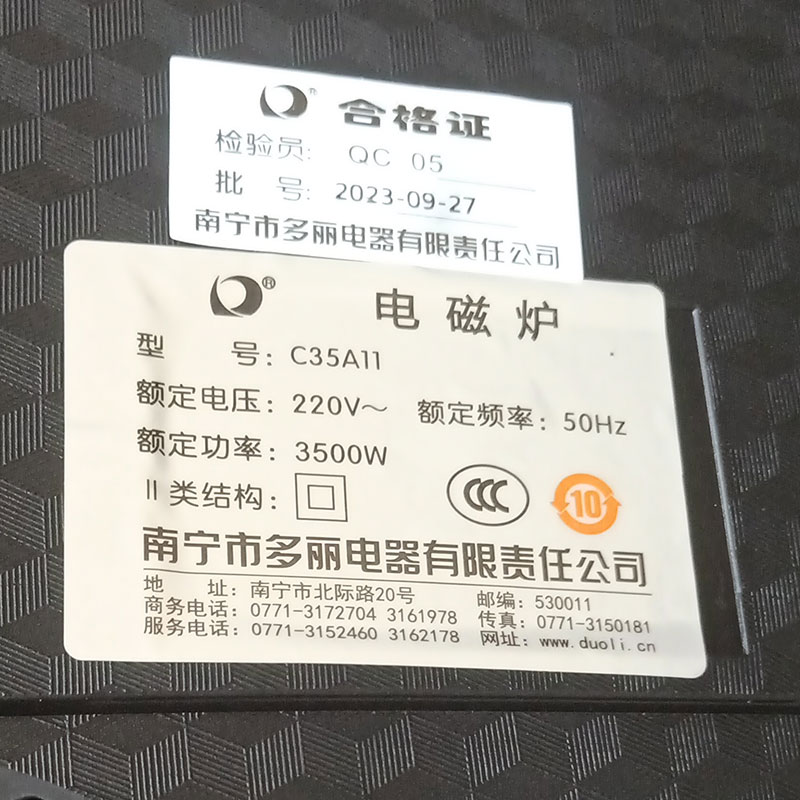 ® 合格证
检验员: QC 05
批 号: 2023-09-27
南宁市多丽电器有限责任公司
® 电磁炉
型 号: C35A11
额定电压: 220V～ 额定频率: 50Hz
额定功率: 3500W
II类结构: CCC 10
南宁市多丽电器有限责任公司
地 址: 南宁市北际路20号 邮编: 530011
商务电话: 0771-3172704 3161978 传真: 0771-3150181
服务电话: 0771-3152460 3162178 网址: www.duoli.cn